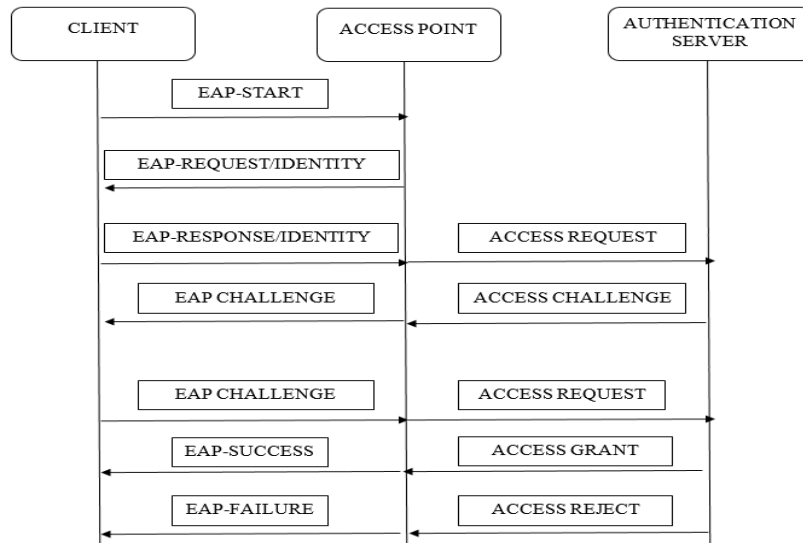 CLIENT
ACCESS POINT
AUTHENTICATION
SERVER
EAP-START
EAP-REQUEST/IDENTITY
EAP-RESPONSE/IDENTITY
ACCESS REQUEST
EAP CHALLENGE
ACCESS CHALLENGE
EAP CHALLENGE
ACCESS REQUEST
EAP-SUCCESS
ACCESS GRANT
EAP-FAILURE
ACCESS REJECT